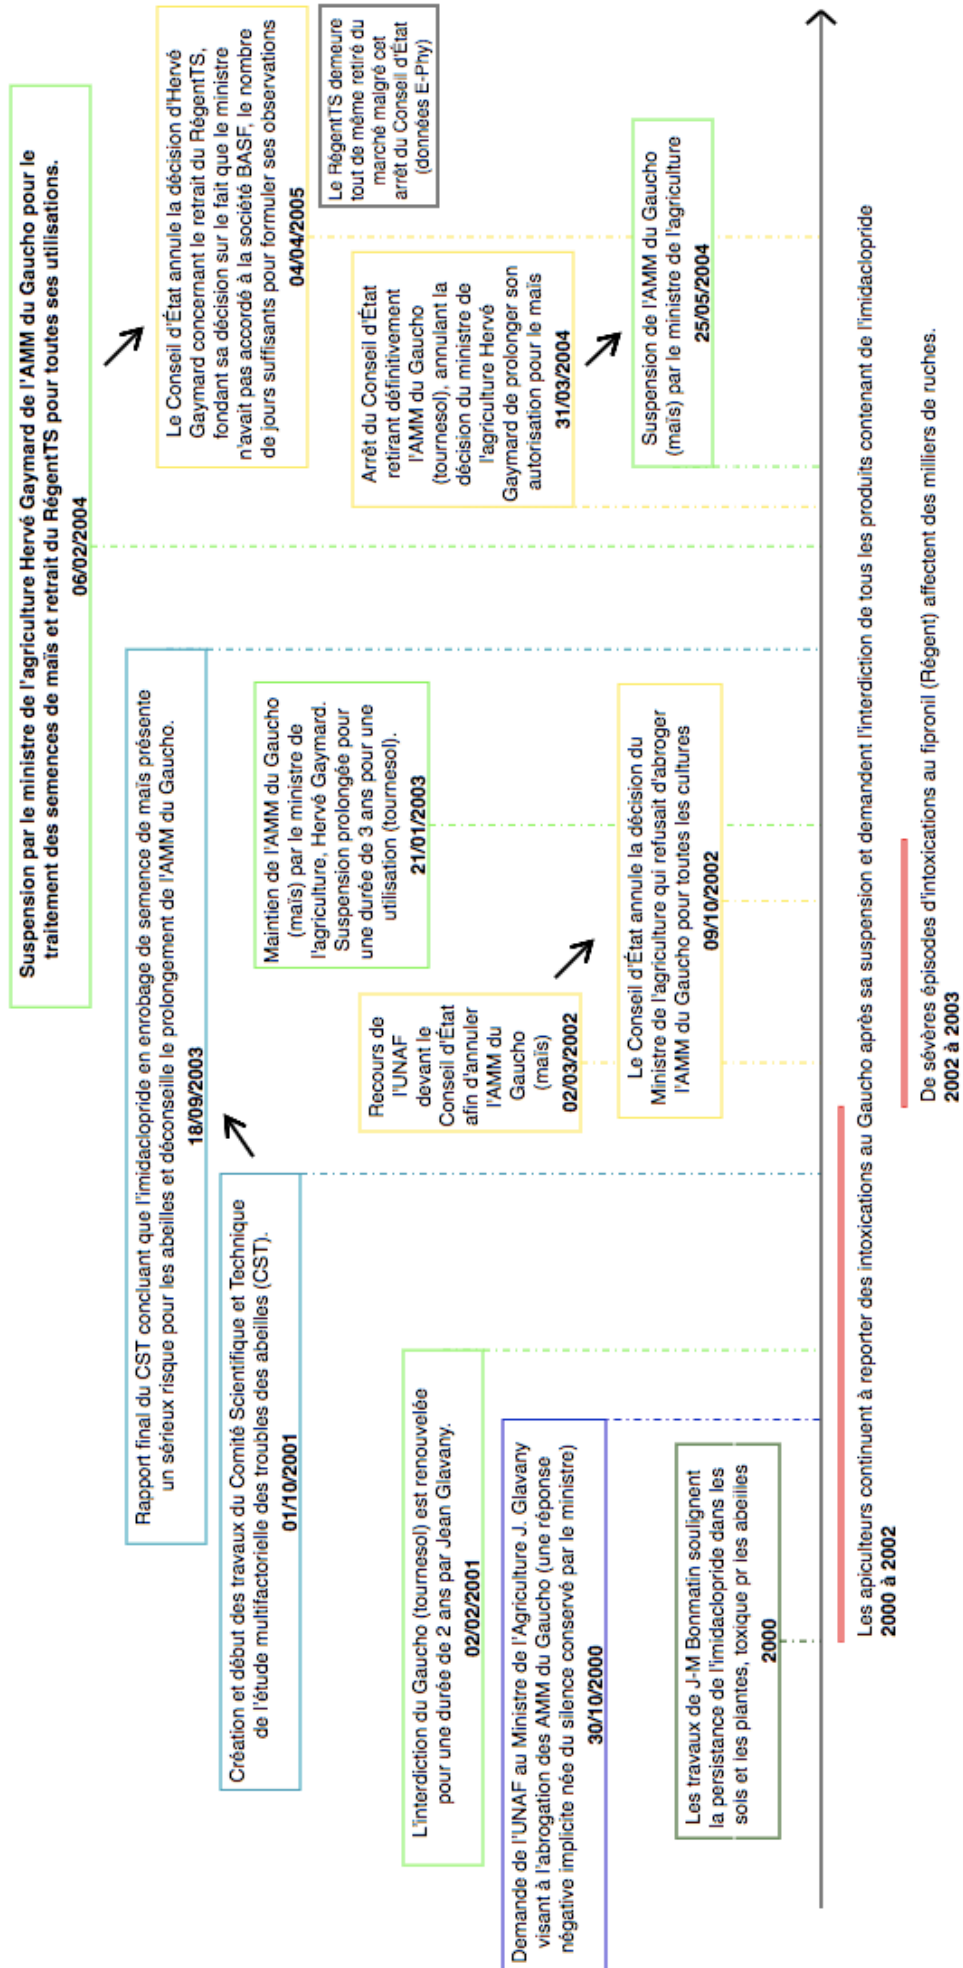 Suspension par le ministre de l'agriculture Hervé Gaymard de l'AMM du Gaucho pour le
traitement des semences de maïs et retrait du RégentTS pour toutes ses utilisations.
06/02/2004
Rapport final du CST concluant que l'imidaclopride en enrobage de semence de maïs présente
un sérieux risque pour les abeilles et déconseille le prolongement de l'AMM du Gaucho.
18/09/2003
Le Conseil d'État annule la décision d'Hervé
Gaymard concernant le retrait du RégentTS,
fondant sa décision sur le fait que le ministre
n'avait pas accordé à la société BASF, le nombre
de jours suffisants pour formuler ses observations
04/04/2005
Création et début des travaux du Comité Scientifique et Technique
de l'étude multifactorielle des troubles des abeilles (CST).
01/10/2001
Maintien de l'AMM du Gaucho
(maïs) par le ministre de
l'agriculture, Hervé Gaymard.
Suspension prolongée pour
une durée de 3 ans pour une
utilisation (tournesol).
21/01/2003
Le RégentTS demeure
tout de même retiré du
marché malgré cet
arrêt du Conseil d'État
(données E-Phy)
L'interdiction du Gaucho (tournesol) est renouvelée
pour une durée de 2 ans par Jean Glavany.
02/02/2001
Recours de
l'UNAF
devant le
Conseil d'État
afin d'annuler
l'AMM du
Gaucho
(maïs)
02/03/2002
Arrêt du Conseil d'État
retirant définitivement
l'AMM du Gaucho
(tournesol), annulant la
décision du ministre de
l'agriculture Hervé
Gaymard de prolonger son
autorisation pour le maïs
31/03/2004
Demande de l'UNAF au Ministre de l'Agriculture J. Glavany
visant à l'abrogation des AMM du Gaucho (une réponse
négative implicite née du silence conservé par le ministre)
30/10/2000
Le Conseil d'État annule la décision du
Ministre de l'agriculture qui refusait d'abroger
l'AMM du Gaucho pour toutes les cultures
09/10/2002
Suspension de l'AMM du Gaucho
(maïs) par le ministre de l'agriculture
25/05/2004
Les travaux de J-M Bonmatin soulignent
la persistance de l'imidaclopride dans les
sols et les plantes, toxique pr les abeilles
2000
Les apiculteurs continuent à reporter des intoxications au Gaucho après sa suspension et demandent l'interdiction de tous les produits contenant de l'imidaclopride
2000 à 2002
De sévères épisodes d'intoxications au fipronil (Régent) affectent des milliers de ruches.
2002 à 2003